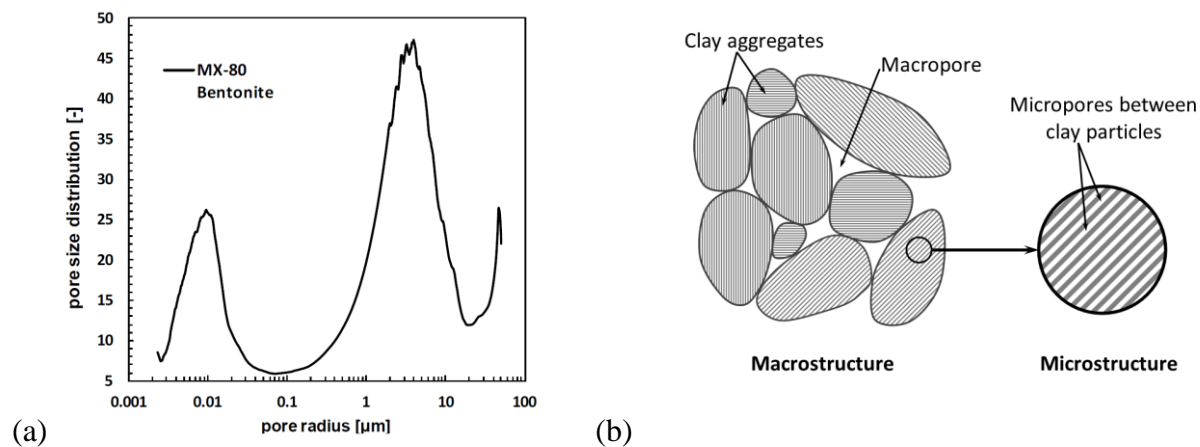 50
45
40
35
30
25
20
15
10
5
pore size distribution [-]
MX-80
Bentonite
0.001 0.01 0.1 1 10 100
pore radius [µm]
(a)
Clay aggregates
Macropore
Micropores between
clay particles
Macrostructure
Microstructure
(b)